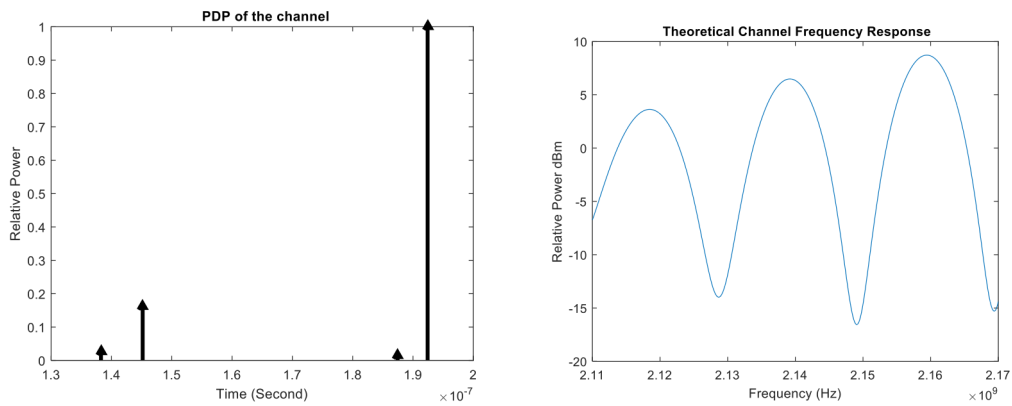 PDP of the channel
Relative Power
1
0.9
0.8
0.7
0.6
0.5
0.4
0.3
0.2
0.1
0
1.3 1.4 1.5 1.6 1.7 1.8 1.9 2
Time (Second)
×10^-7
Theoretical Channel Frequency Response
Relative Power dBm
10
5
0
-5
-10
-15
-20
2.11 2.12 2.13 2.14 2.15 2.16 2.17
Frequency (Hz)
×10^9